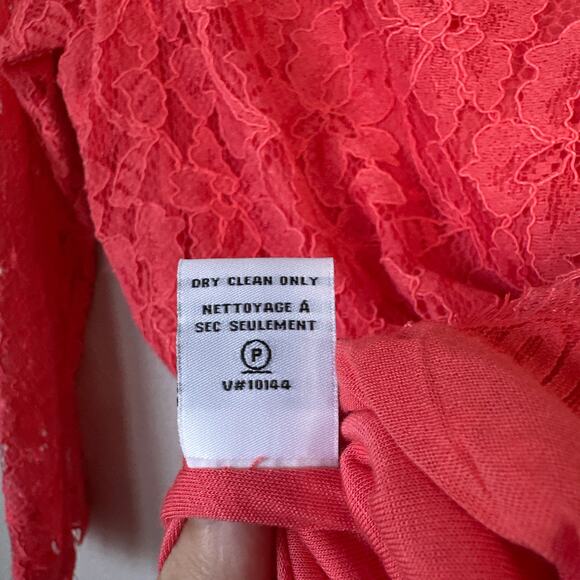 DRY CLEAN ONLY
NETTOYAGE À
SEC SEULEMENT
P
V#10144